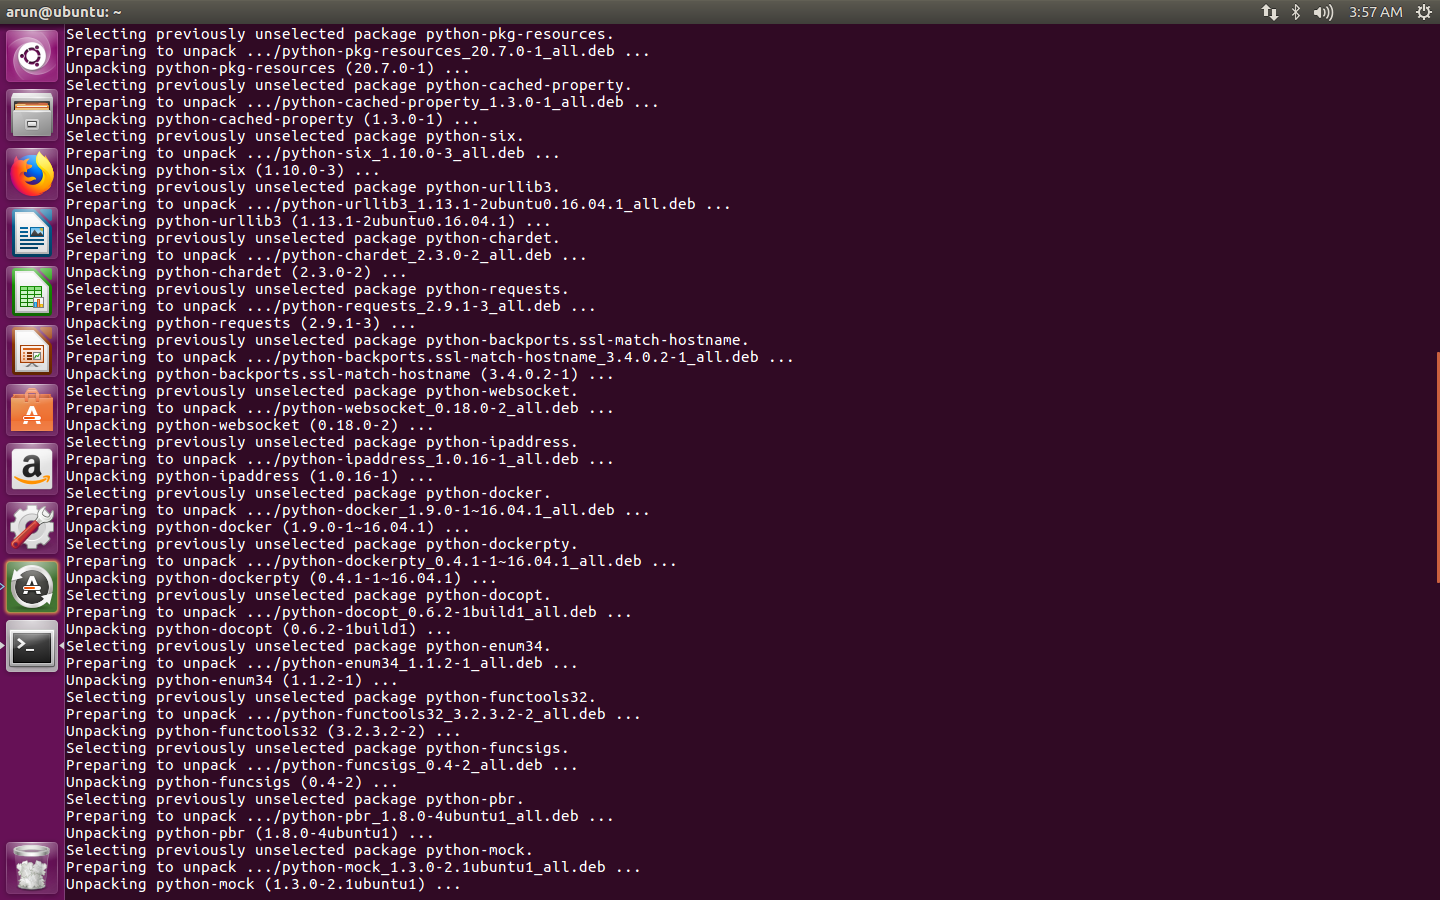 arun@ubuntu: ~
3:57 AM
Selecting previously unselected package python-pkg-resources.
Preparing to unpack .../python-pkg-resources_20.7.0-1_all.deb ...
Unpacking python-pkg-resources (20.7.0-1) ...
Selecting previously unselected package python-cached-property.
Preparing to unpack .../python-cached-property_1.3.0-1_all.deb ...
Unpacking python-cached-property (1.3.0-1) ...
Selecting previously unselected package python-six.
Preparing to unpack .../python-six_1.10.0-3_all.deb ...
Unpacking python-six (1.10.0-3) ...
Selecting previously unselected package python-urllib3.
Preparing to unpack .../python-urllib3_1.13.1-2ubuntu0.16.04.1_all.deb ...
Unpacking python-urllib3 (1.13.1-2ubuntu0.16.04.1) ...
Selecting previously unselected package python-chardet.
Preparing to unpack .../python-chardet_2.3.0-2_all.deb ...
Unpacking python-chardet (2.3.0-2) ...
Selecting previously unselected package python-requests.
Preparing to unpack .../python-requests_2.9.1-3_all.deb ...
Unpacking python-requests (2.9.1-3) ...
Selecting previously unselected package python-backports.ssl-match-hostname.
Preparing to unpack .../python-backports.ssl-match-hostname_3.4.0.2-1_all.deb ...
Unpacking python-backports.ssl-match-hostname (3.4.0.2-1) ...
Selecting previously unselected package python-websocket.
Preparing to unpack .../python-websocket_0.18.0-2_all.deb ...
Unpacking python-websocket (0.18.0-2) ...
Selecting previously unselected package python-ipaddress.
Preparing to unpack .../python-ipaddress_1.0.16-1_all.deb ...
Unpacking python-ipaddress (1.0.16-1) ...
Selecting previously unselected package python-docker.
Preparing to unpack .../python-docker_1.9.0-1~16.04.1_all.deb ...
Unpacking python-docker (1.9.0-1~16.04.1) ...
Selecting previously unselected package python-dockerpty.
Preparing to unpack .../python-dockerpty_0.4.1-1~16.04.1_all.deb ...
Unpacking python-dockerpty (0.4.1-1~16.04.1) ...
Selecting previously unselected package python-docopt.
Preparing to unpack .../python-docopt_0.6.2-1build1_all.deb ...
Unpacking python-docopt (0.6.2-1build1) ...
Selecting previously unselected package python-enum34.
Preparing to unpack .../python-enum34_1.1.2-1_all.deb ...
Unpacking python-enum34 (1.1.2-1) ...
Selecting previously unselected package python-functools32.
Preparing to unpack .../python-functools32_3.2.3.2-2_all.deb ...
Unpacking python-functools32 (3.2.3.2-2) ...
Selecting previously unselected package python-funcsigs.
Preparing to unpack .../python-funcsigs_0.4-2_all.deb ...
Unpacking python-funcsigs (0.4-2) ...
Selecting previously unselected package python-pbr.
Preparing to unpack .../python-pbr_1.8.0-4ubuntu1_all.deb ...
Unpacking python-pbr (1.8.0-4ubuntu1) ...
Selecting previously unselected package python-mock.
Preparing to unpack .../python-mock_1.3.0-2.1ubuntu1_all.deb ...
Unpacking python-mock (1.3.0-2.1ubuntu1) ...